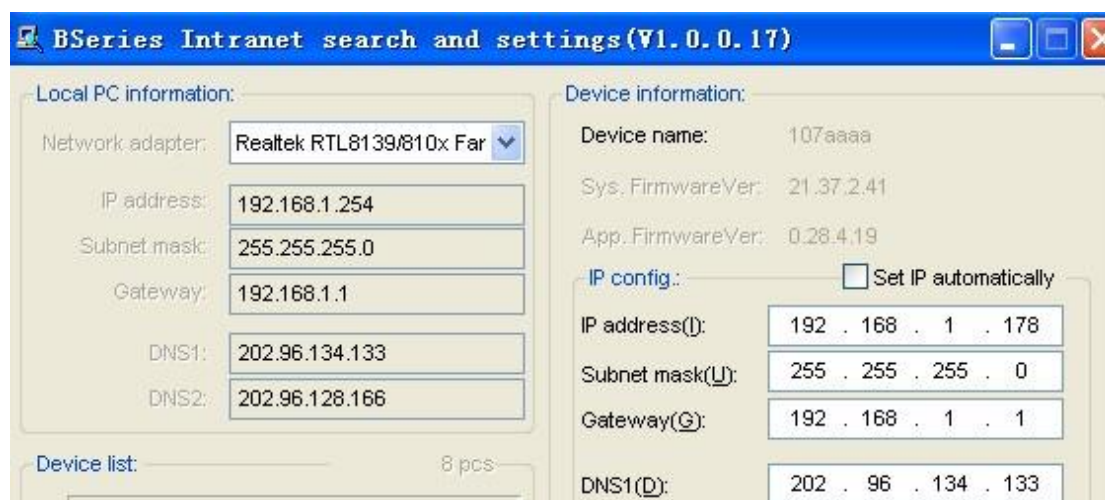 BSeries Intranet search and settings(V1.0.0.17)
Local PC information:
Network adapter: Realtek RTL8139/810x Far
IP address: 192.168.1.254
Subnet mask: 255.255.255.0
Gateway: 192.168.1.1
DNS1: 202.96.134.133
DNS2: 202.96.128.166
Device list: 8 pcs
Device information:
Device name: 107aaaa
Sys. FirmwareVer: 21.37.2.41
App. FirmwareVer: 0.28.4.19
IP config.: Set IP automatically
IP address(I): 192 . 168 . 1 . 178
Subnet mask(U): 255 . 255 . 255 . 0
Gateway(G): 192 . 168 . 1 . 1
DNS1(D): 202 . 96 . 134 . 133